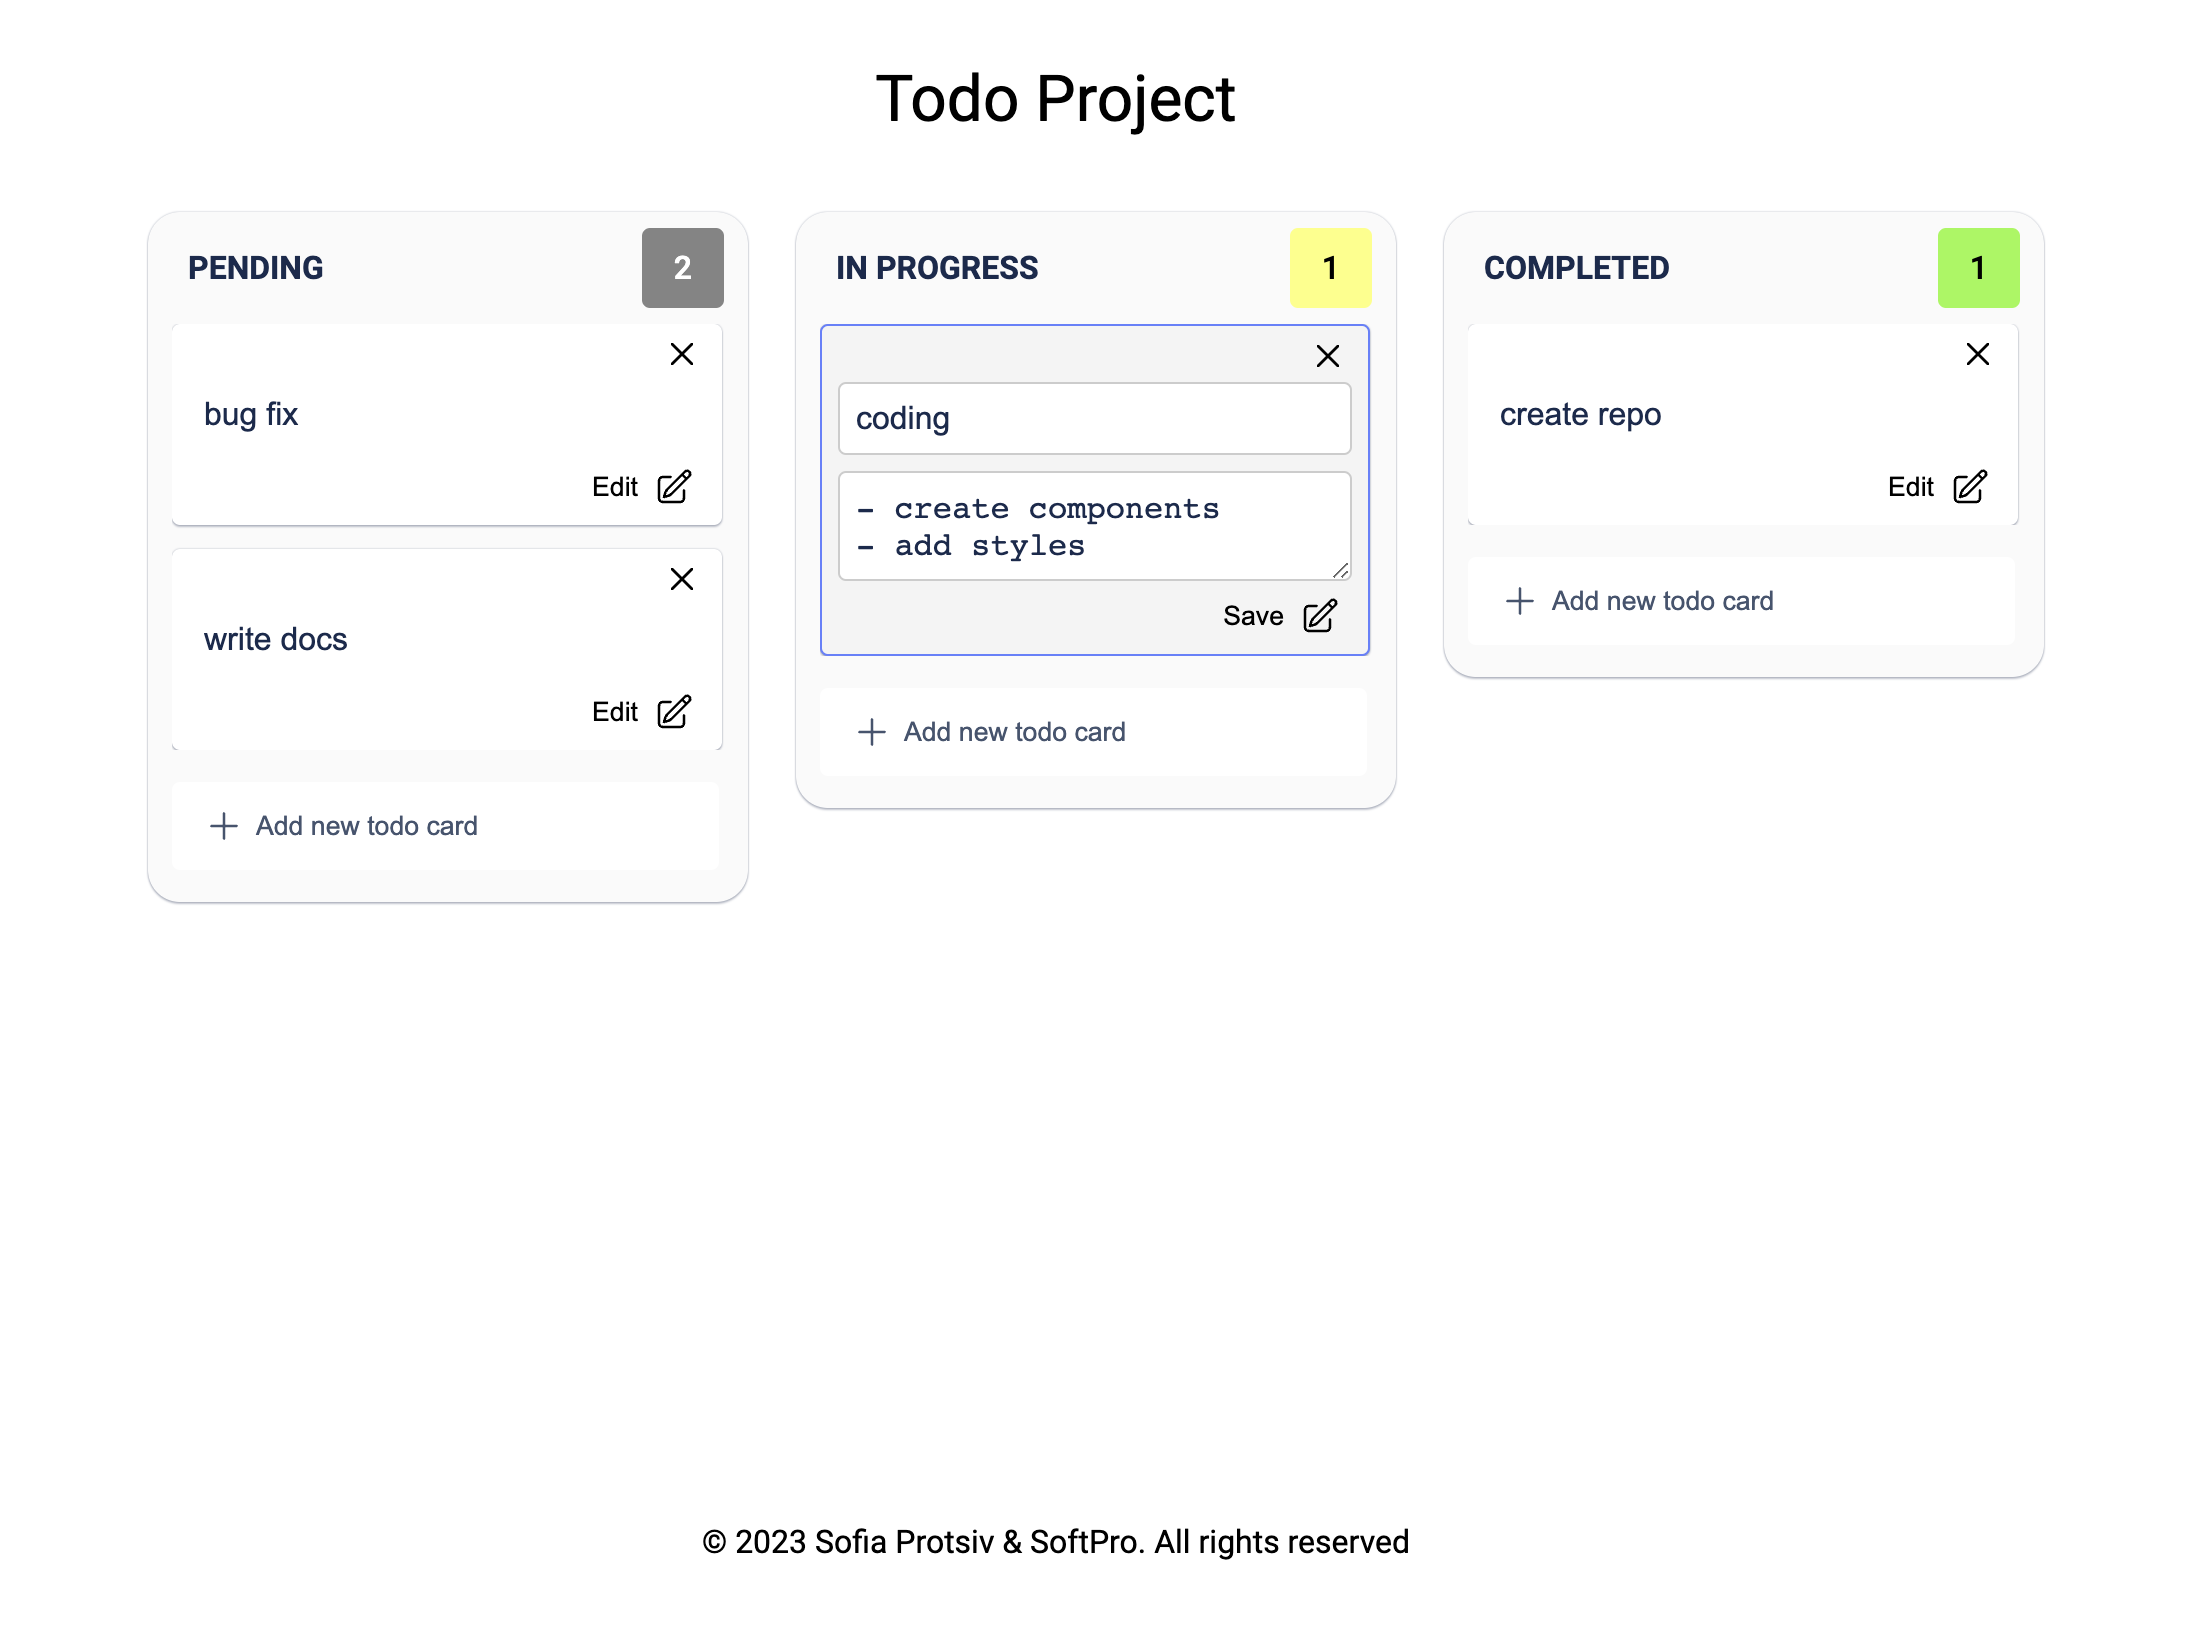 Todo Project
PENDING
2
bug fix
Edit
write docs
Edit
Add new todo card
IN PROGRESS
1
coding
- create components
- add styles
Save
Add new todo card
COMPLETED
1
create repo
Edit
Add new todo card
© 2023 Sofia Protsiv & SoftPro. All rights reserved